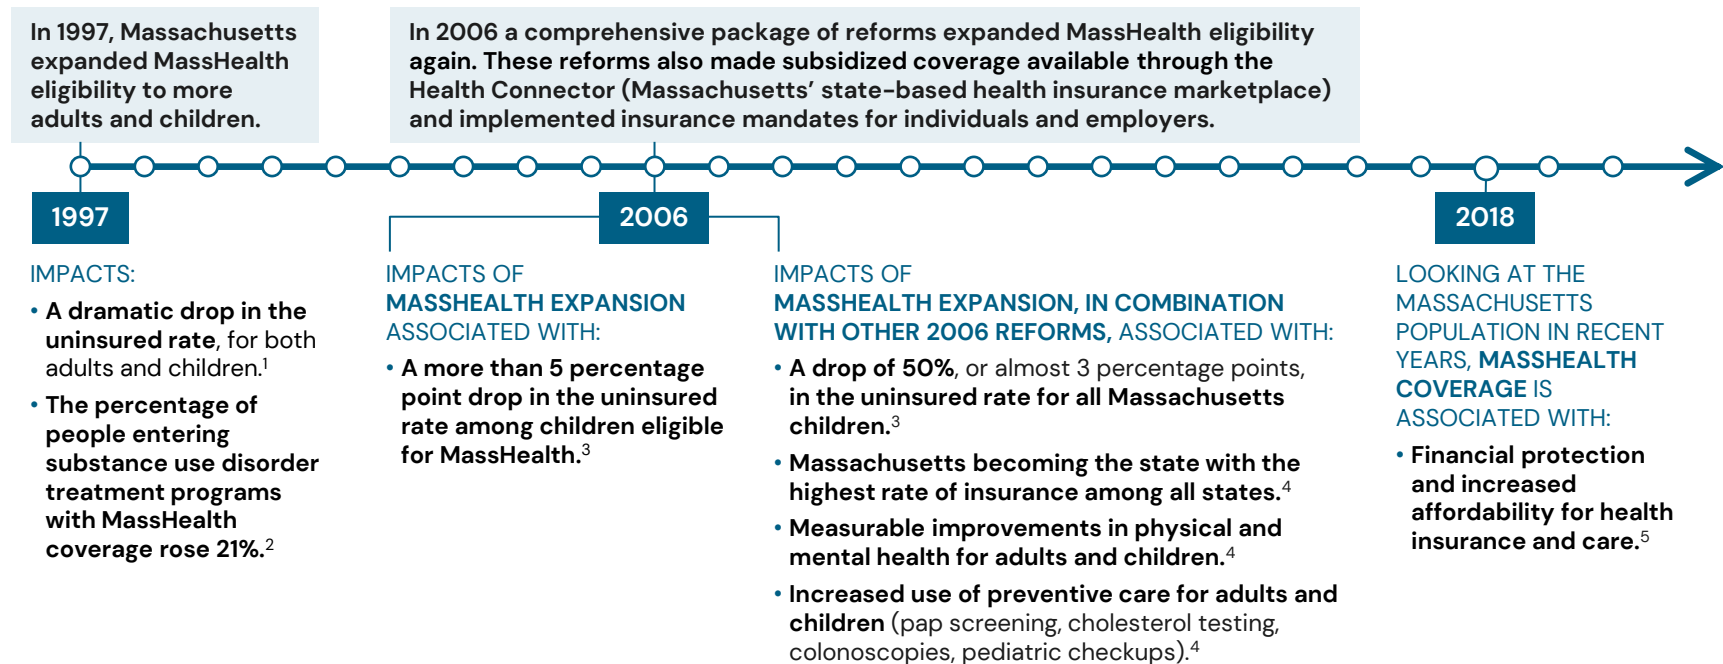 In 1997, Massachusetts
expanded MassHealth
eligibility to more
adults and children.
In 2006 a comprehensive package of reforms expanded MassHealth eligibility
again. These reforms also made subsidized coverage available through the
Health Connector (Massachusetts’ state-based health insurance marketplace)
and implemented insurance mandates for individuals and employers.
1997
2006
2018
IMPACTS:
• A dramatic drop in the
uninsured rate, for both
adults and children.¹
• The percentage of
people entering
substance use disorder
treatment programs
with MassHealth
coverage rose 21%.²
IMPACTS OF
MASSHEALTH EXPANSION
ASSOCIATED WITH:
• A more than 5 percentage
point drop in the uninsured
rate among children eligible
for MassHealth.³
IMPACTS OF
MASSHEALTH EXPANSION, IN COMBINATION
WITH OTHER 2006 REFORMS, ASSOCIATED WITH:
• A drop of 50%, or almost 3 percentage points,
in the uninsured rate for all Massachusetts
children.³
• Massachusetts becoming the state with the
highest rate of insurance among all states.⁴
• Measurable improvements in physical and
mental health for adults and children.⁴
• Increased use of preventive care for adults and
children (pap screening, cholesterol testing,
colonoscopies, pediatric checkups).⁴
LOOKING AT THE
MASSACHUSETTS
POPULATION IN RECENT
YEARS, MASSHEALTH
COVERAGE IS
ASSOCIATED WITH:
• Financial protection
and increased
affordability for health
insurance and care.⁵